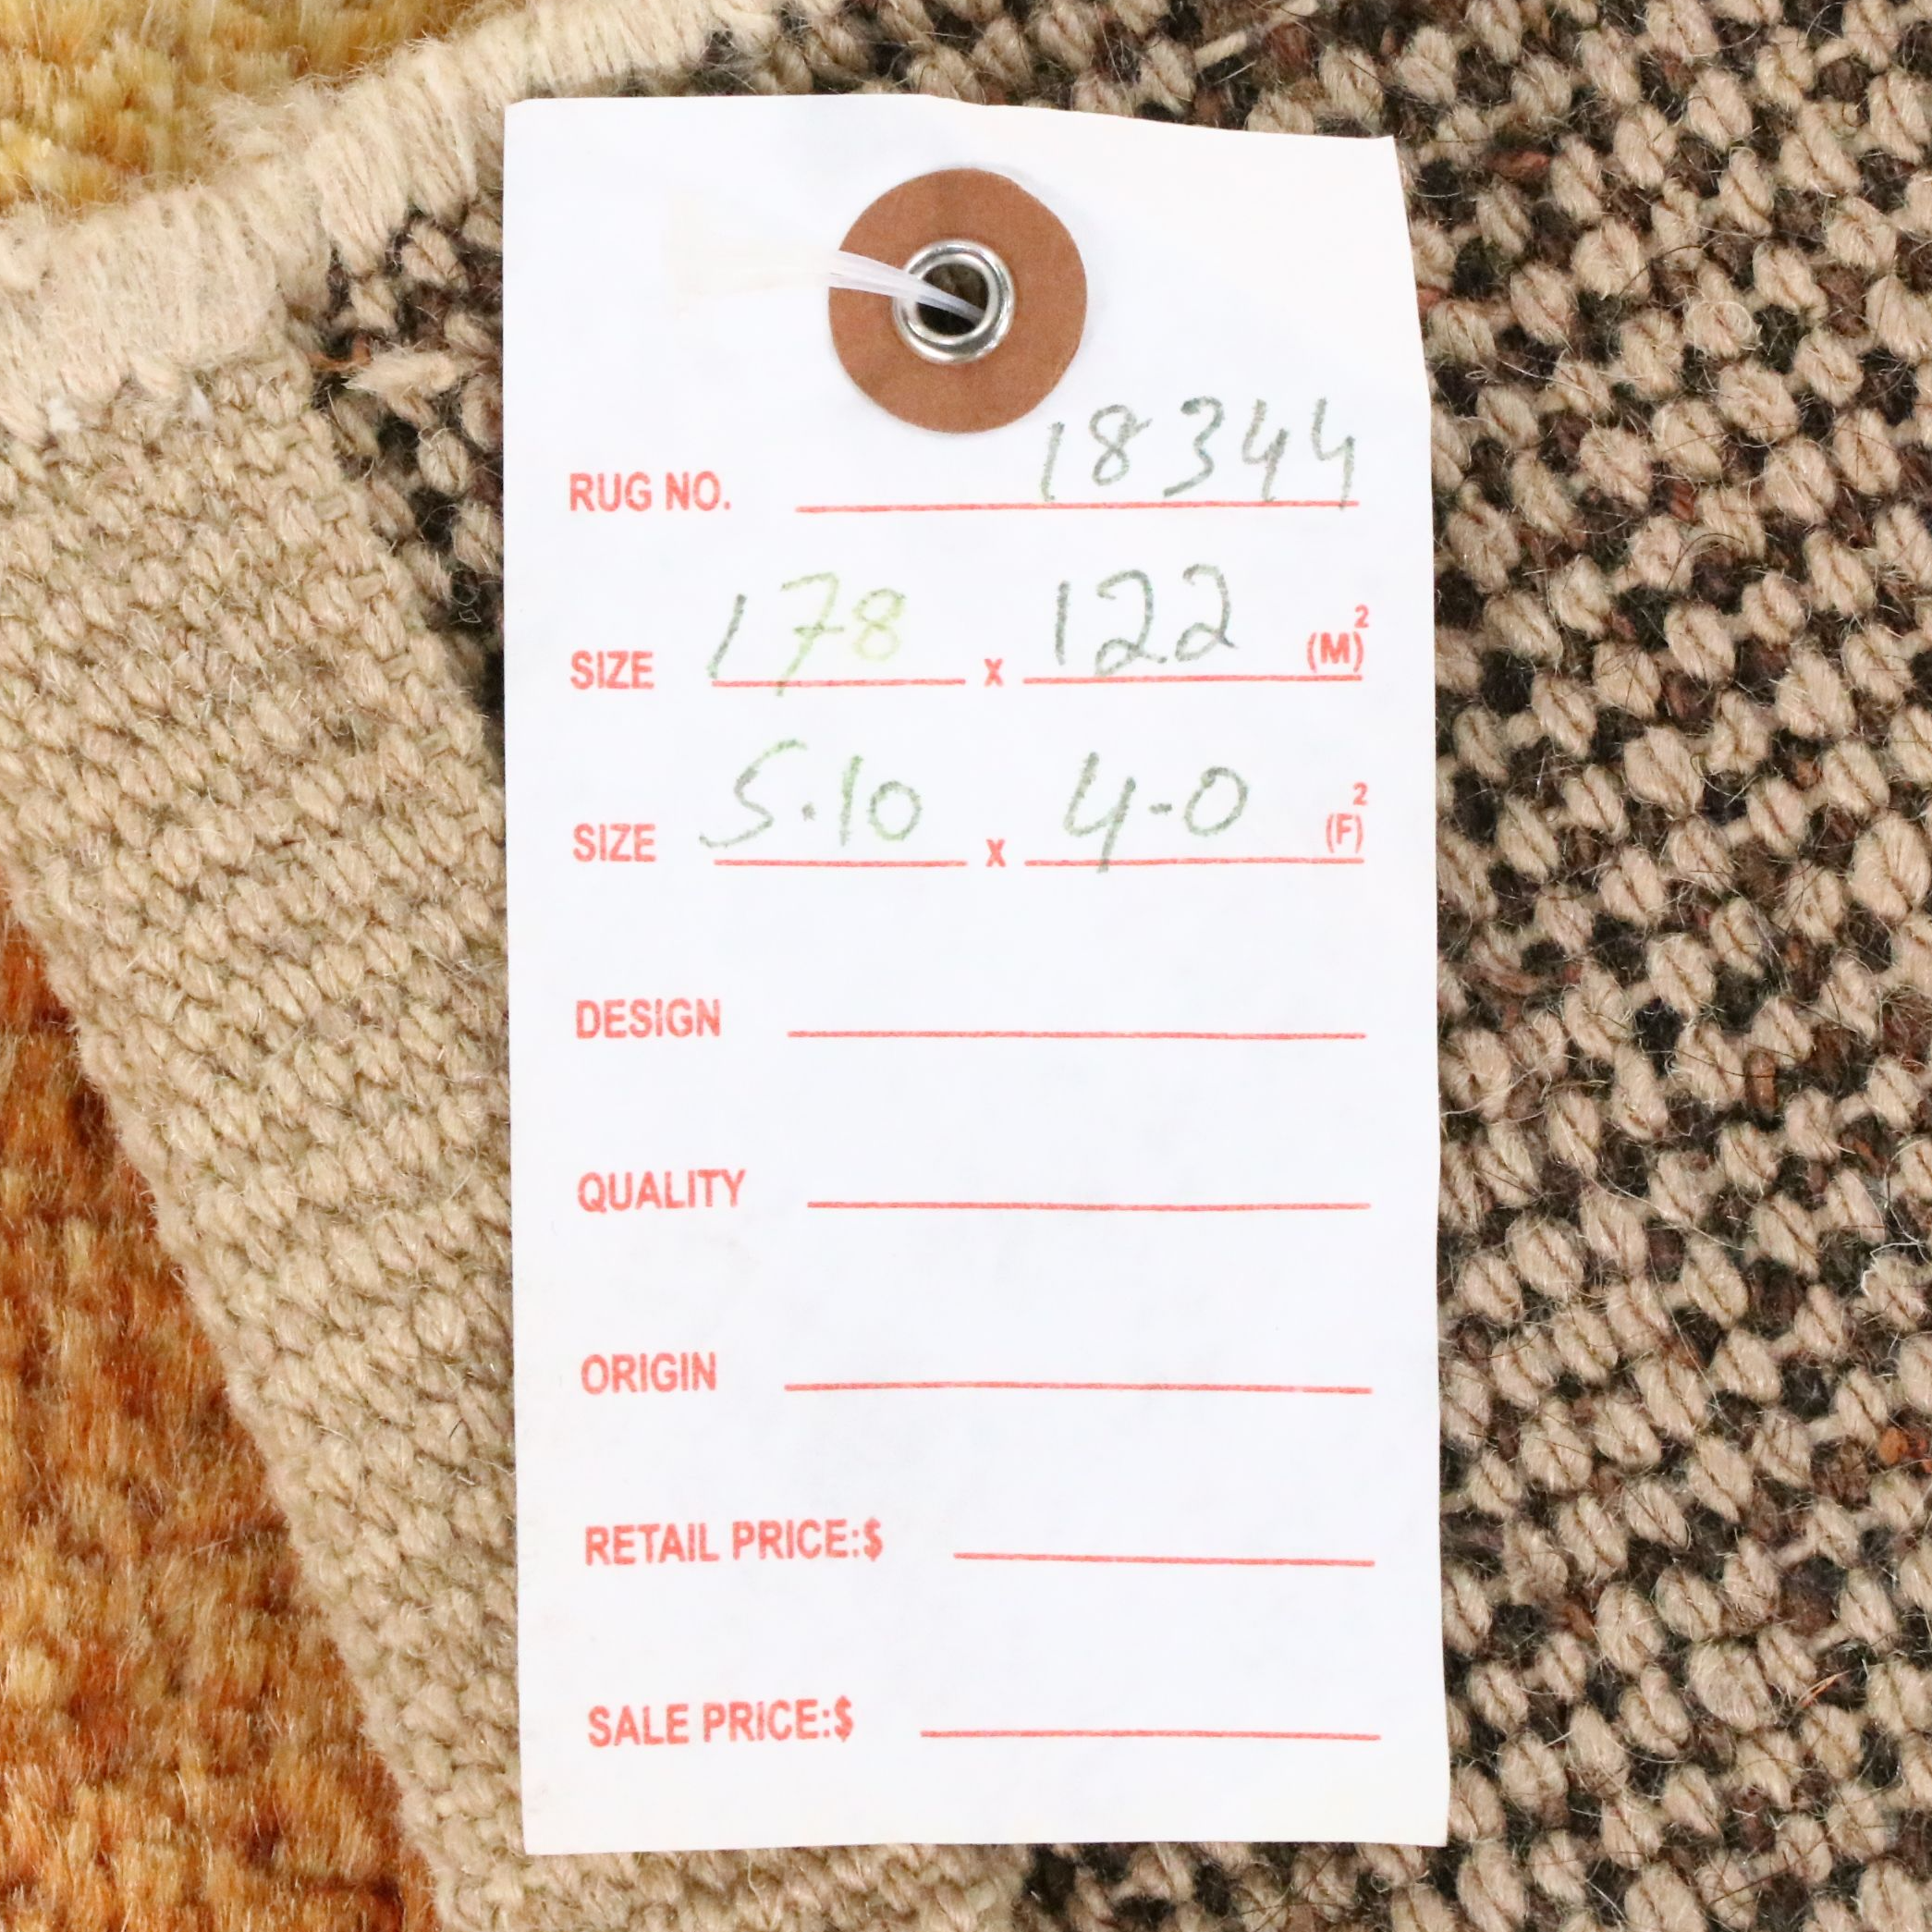 RUG NO. 18344
SIZE 178 x 122 (M)²
SIZE 5.10 x 4-0 (F)²
DESIGN
QUALITY
ORIGIN
RETAIL PRICE:$
SALE PRICE:$